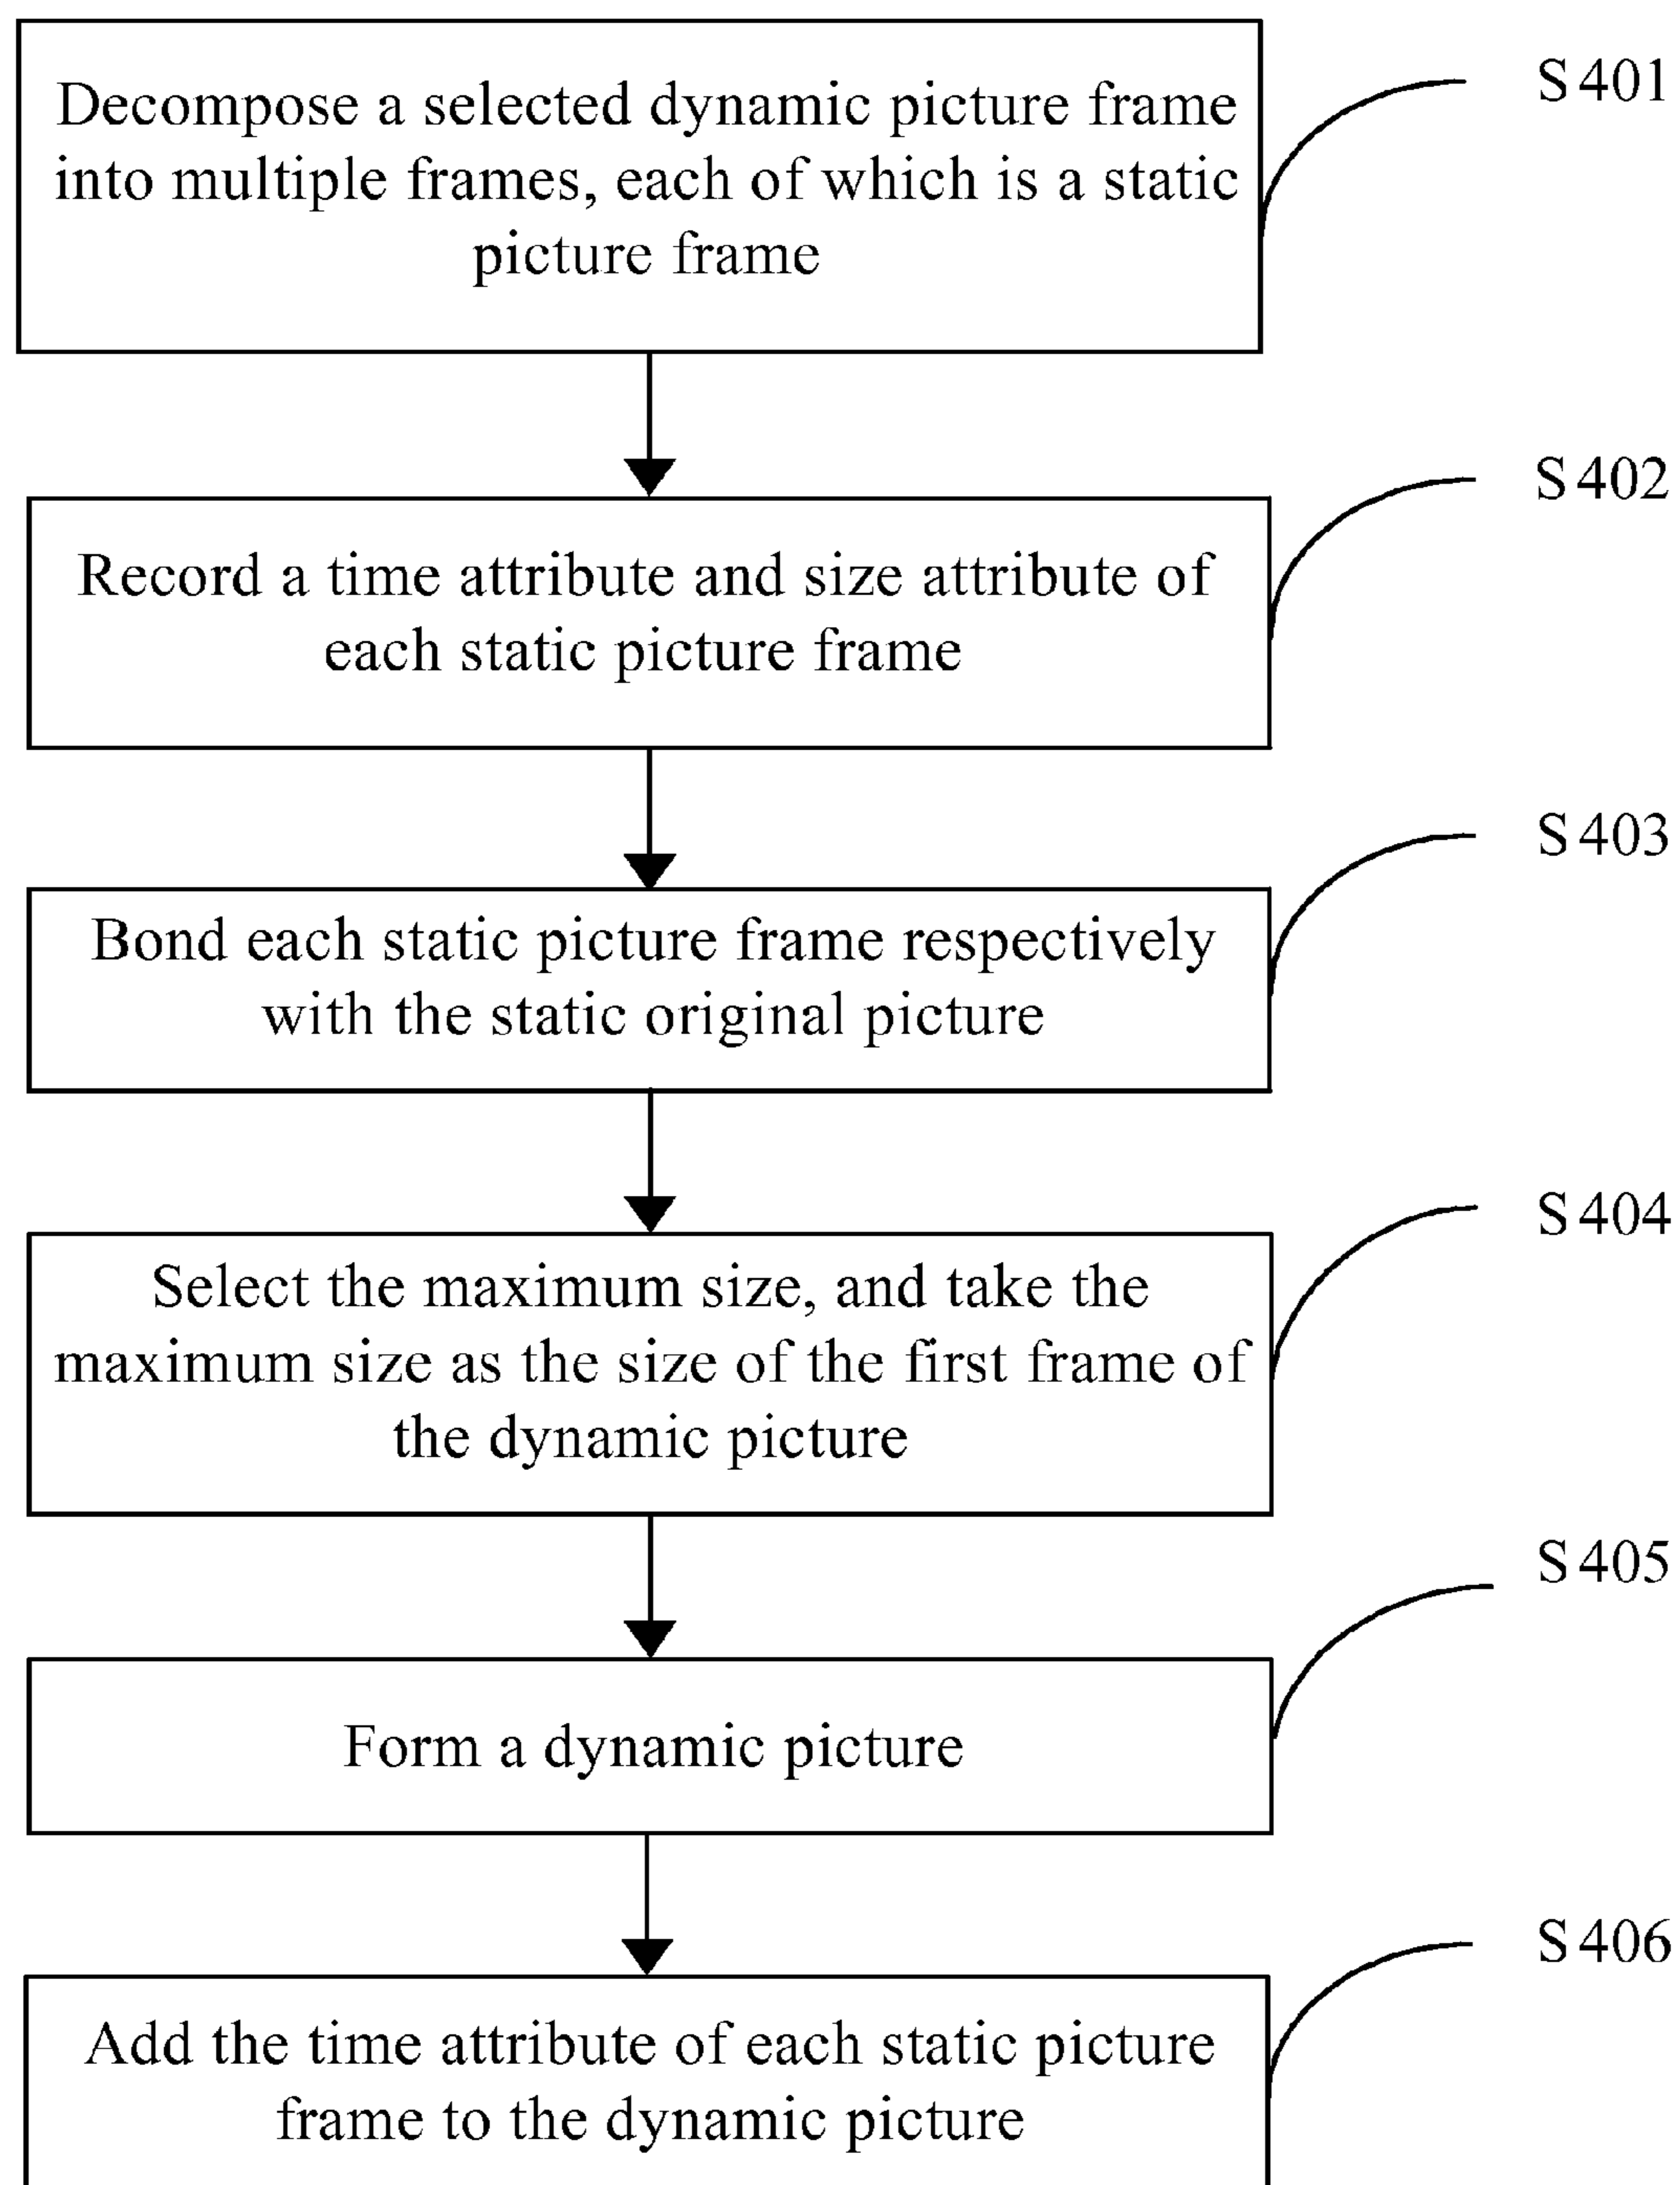 Decompose a selected dynamic picture frame
into multiple frames, each of which is a static
picture frame
S401
Record a time attribute and size attribute of
each static picture frame
S402
Bond each static picture frame respectively
with the static original picture
S403
Select the maximum size, and take the
maximum size as the size of the first frame of
the dynamic picture
S404
Form a dynamic picture
S405
Add the time attribute of each static picture
frame to the dynamic picture
S406